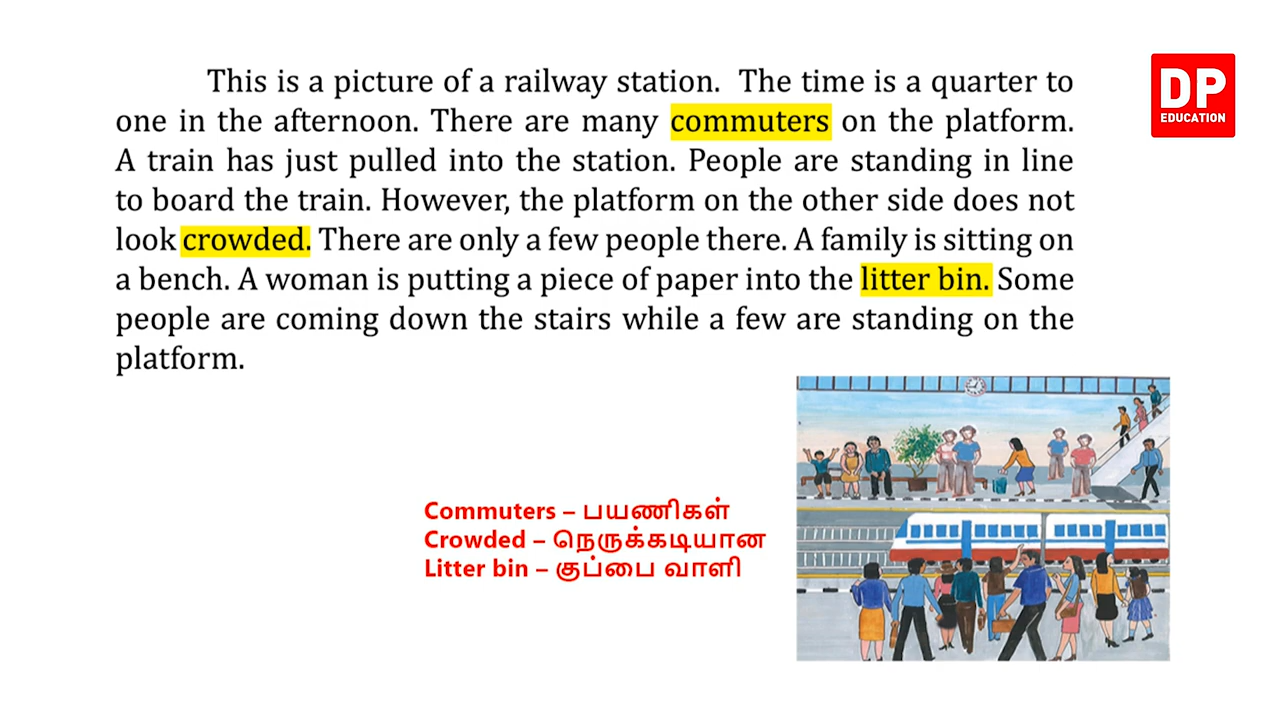 This is a picture of a railway station. The time is a quarter to
one in the afternoon. There are many commuters on the platform.
A train has just pulled into the station. People are standing in line
to board the train. However, the platform on the other side does not
look crowded. There are only a few people there. A family is sitting on
a bench. A woman is putting a piece of paper into the litter bin. Some
people are coming down the stairs while a few are standing on the
platform.
DP
EDUCATION
Commuters – பயணிகள்
Crowded – நெருக்கடியான
Litter bin – குப்பை வாளி